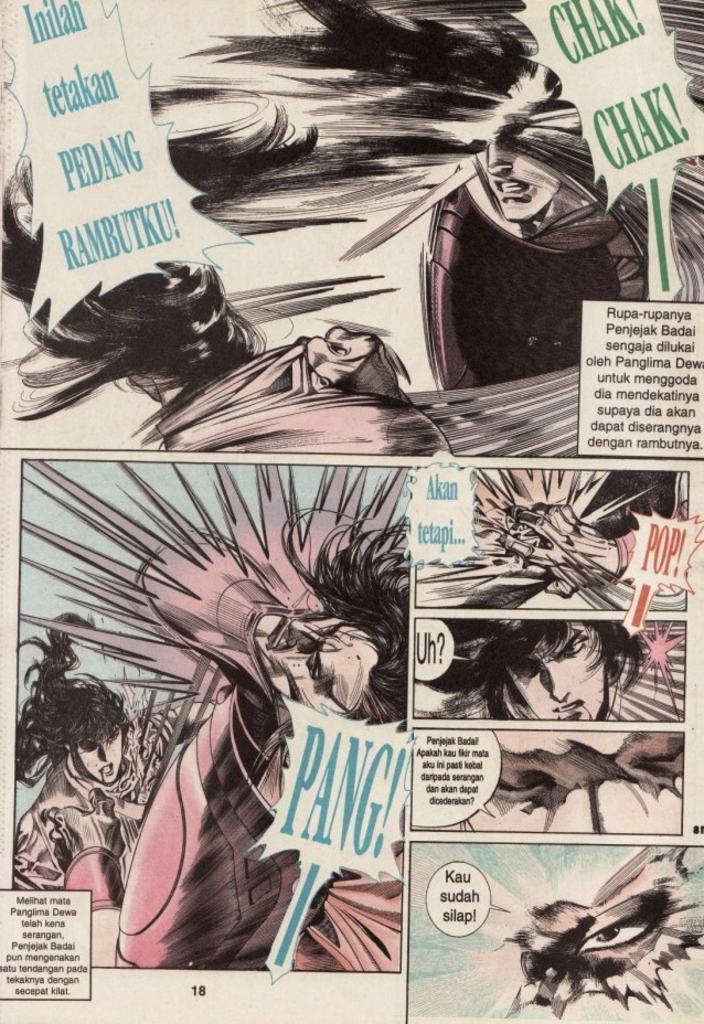 Inilah
tetakan
PEDANG
RAMBUTKU!
CHAK!
CHAK!
Rupa-rupanya
Penjejak Badai
sengaja dilukai
oleh Panglima Dewa
untuk menggoda
dia mendekatinya
supaya dia akan
dapat diserangnya
dengan rambutnya.
PANG!
Melihat mata
Panglima Dewa
telah kena
serangan,
Penjejak Badai
pun mengenakan
satu tendangan pada
tekaknya dengan
secepat kilat.
Akan
tetapi...
POP!
Uh?
Penjejak Badai!
Apakah kau fikir mata
aku ini pasti kebal
daripada serangan
dan akan dapat
dicederakan?
Kau
sudah
silap!
18